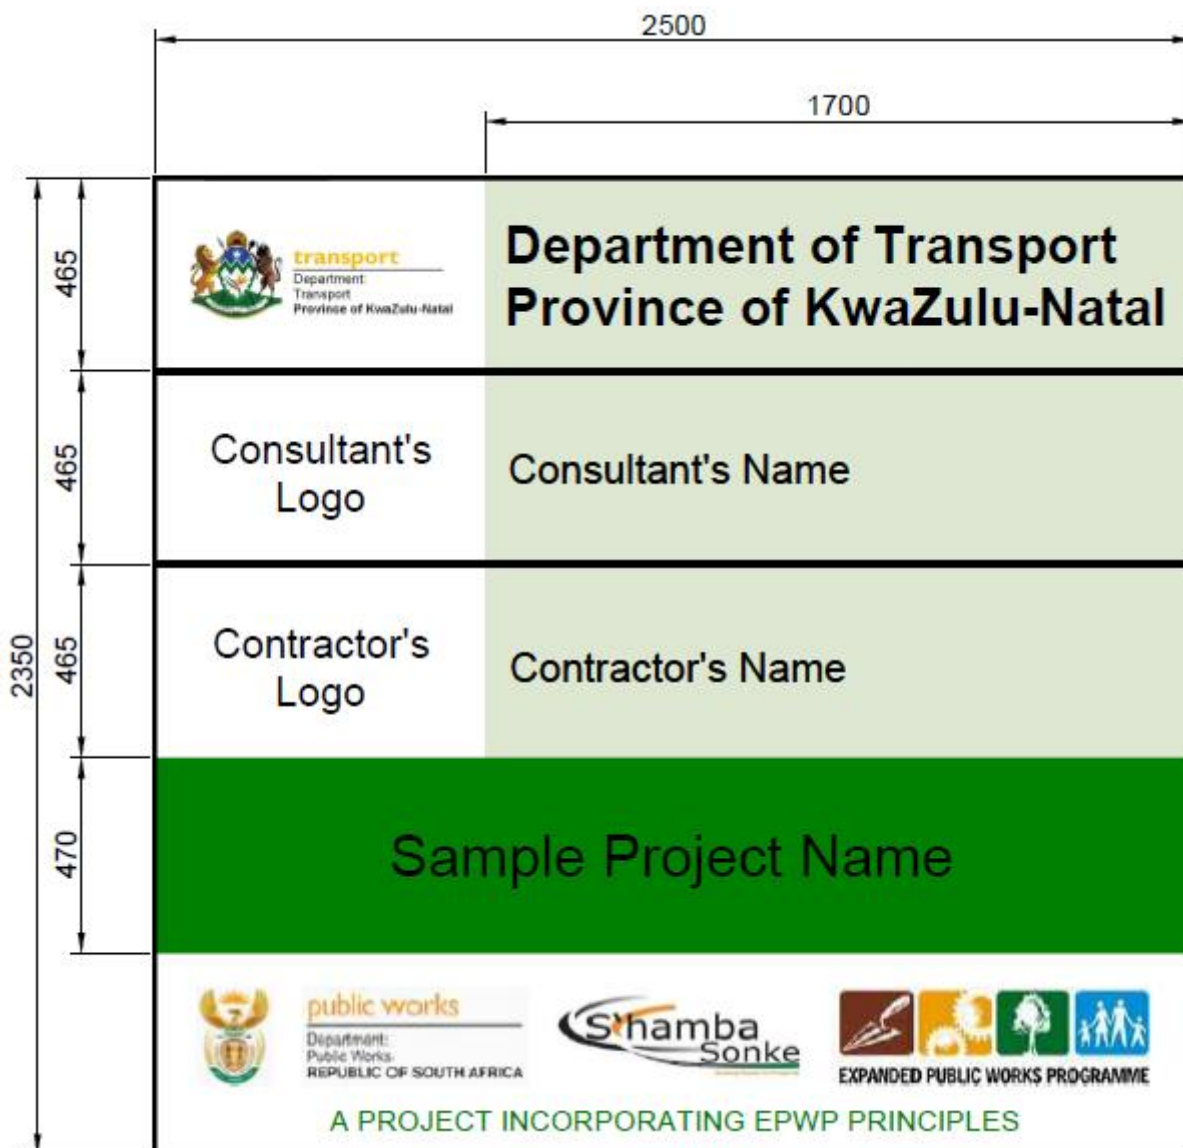 2500
1700
2350
465
transport
Department:
Transport
Province of KwaZulu-Natal
Department of Transport
Province of KwaZulu-Natal
465
Consultant's
Logo
Consultant's Name
465
Contractor's
Logo
Contractor's Name
470
Sample Project Name
public works
Department:
Public Works
REPUBLIC OF SOUTH AFRICA
S'hamba
Sonke
EXPANDED PUBLIC WORKS PROGRAMME
A PROJECT INCORPORATING EPWP PRINCIPLES